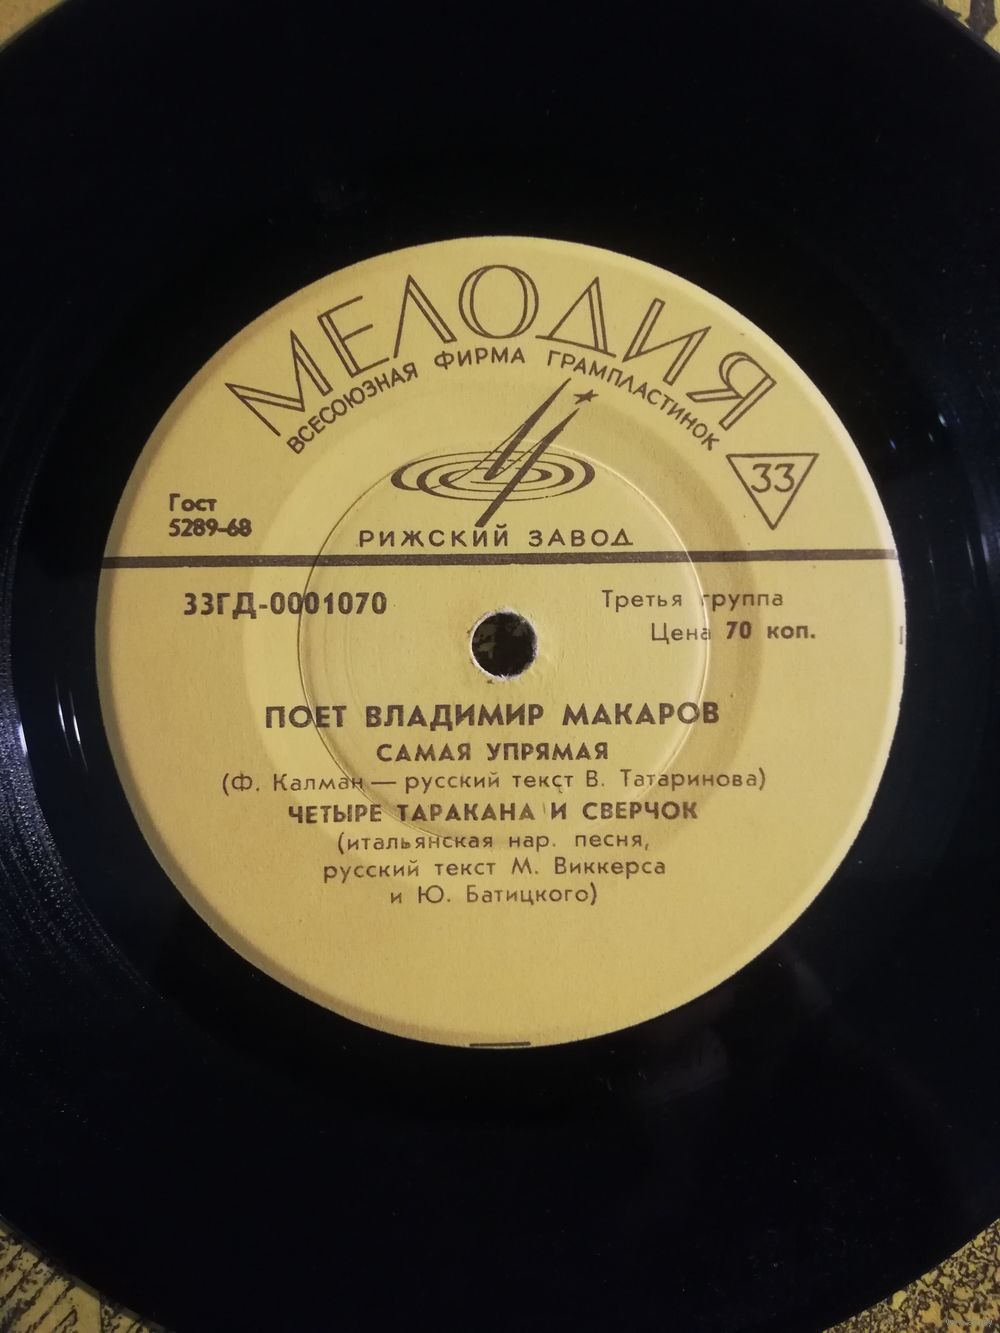 МЕЛОДИЯ
ВСЕСОЮЗНАЯ ФИРМА ГРАМПЛАСТИНОК
33
Гост
5289-68
РИЖСКИЙ ЗАВОД
33ГД-0001070
Третья группа
Цена 70 коп.
ПОЕТ ВЛАДИМИР МАКАРОВ
САМАЯ УПРЯМАЯ
(Ф. Калман — русский текст В. Татаринова)
ЧЕТЫРЕ ТАРАКАНА И СВЕРЧОК
(итальянская нар. песня,
русский текст М. Виккерса
и Ю. Батицкого)